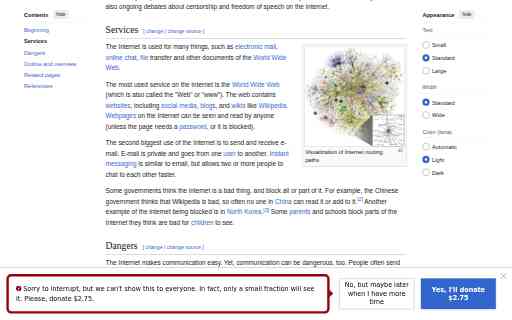 also ongoing debates about censorship and freedom of speech on the internet.
Contents hide
Beginning
Services
Dangers
Online and overview
Related pages
References
Services [ change | change source ]
The Internet is used for many things, such as electronic mail,
online chat, file transfer and other documents of the World Wide
Web.
The most used service on the Internet is the World Wide Web
(which is also called the "Web" or "www"). The web contains
websites, including social media, blogs, and wikis like Wikipedia.
Webpages on the Internet can be seen and read by anyone
(unless the page needs a password, or it is blocked).
The second biggest use of the Internet is to send and receive e-
mail. E-mail is private and goes from one user to another. Instant
messaging is similar to email, but allows two or more people to
chat to each other faster.
Visualization of Internet routing
paths
Some governments think the Internet is a bad thing, and block all or part of it. For example, the Chinese
government thinks that Wikipedia is bad, so often no one in China can read it or add to it.[2] Another
example of the internet being blocked is in North Korea.[3] Some parents and schools block parts of the
Internet they think are bad for children to see.
Dangers [ change | change source ]
The Internet makes communication easy. Yet, communication can be dangerous, too. People often send
Appearance hide
Text
Small
Standard
Large
Width
Standard
Wide
Color (beta)
Automatic
Light
Dark
Sorry to interrupt, but we can't show this to everyone. In fact, only a small fraction will see
it. Please, donate $2.75.
No, but maybe later
when I have more
time
Yes, I'll donate
$2.75